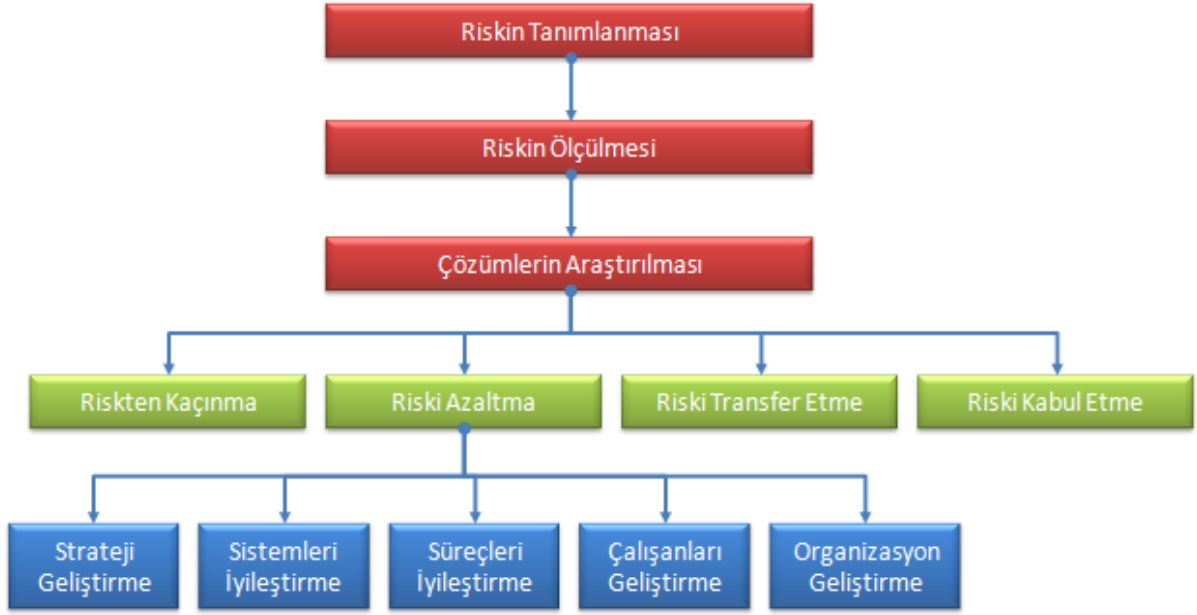 Riskin Tanımlanması
Riskin Ölçülmesi
Çözümlerin Araştırılması
Riskten Kaçınma
Riski Azaltma
Riski Transfer Etme
Riski Kabul Etme
Strateji
Geliştirme
Sistemleri
İyileştirme
Süreçleri
İyileştirme
Çalışanları
Geliştirme
Organizasyon
Geliştirme